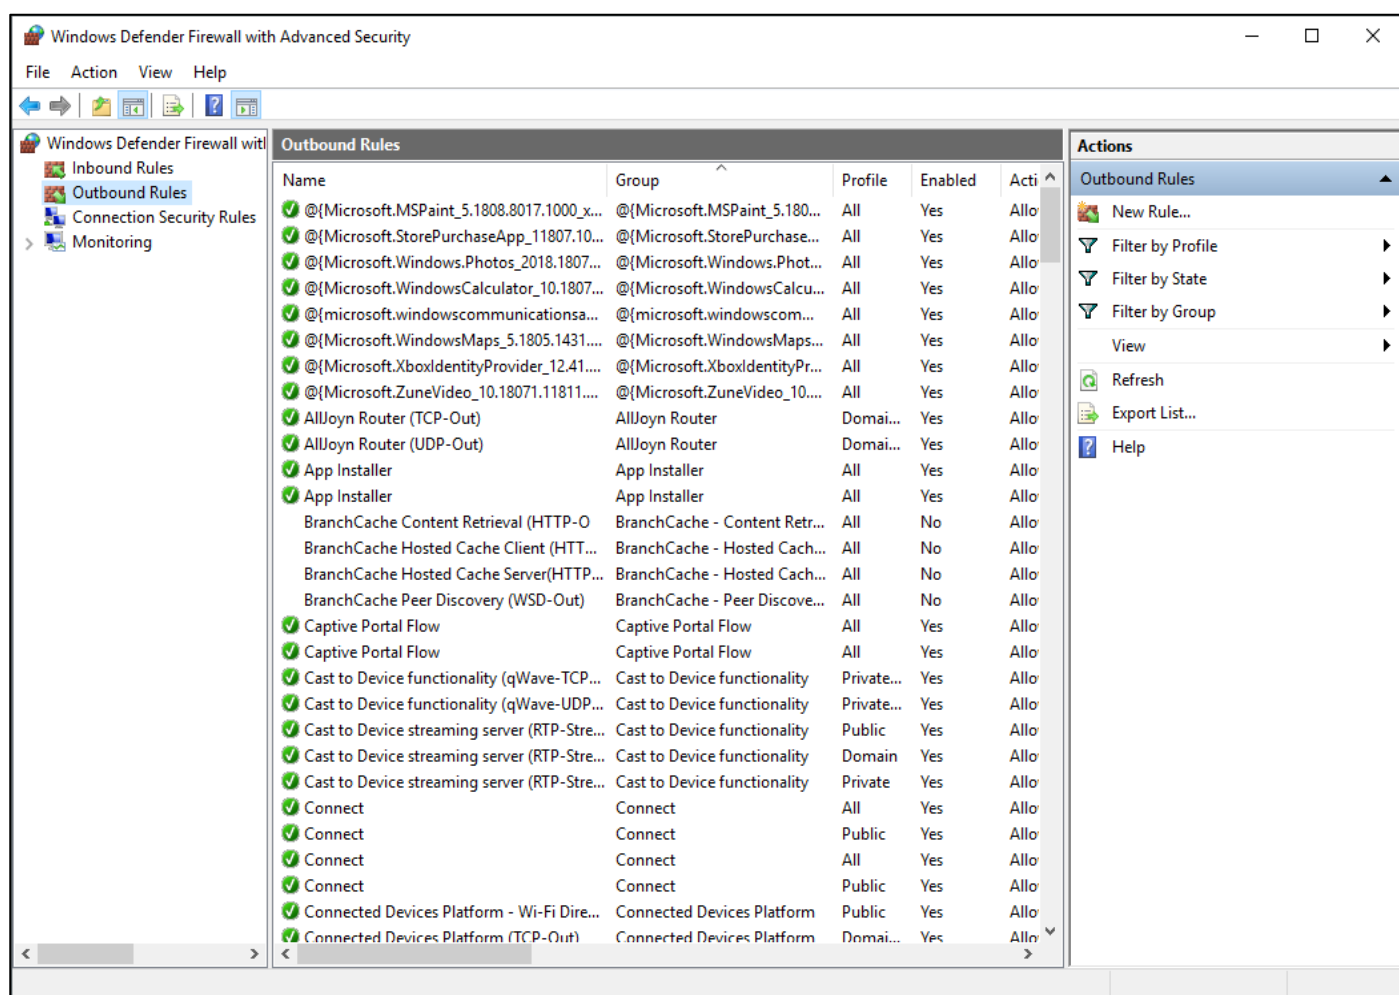 Windows Defender Firewall with Advanced Security
File Action View Help
Windows Defender Firewall witl
Inbound Rules
Outbound Rules
Connection Security Rules
Monitoring
Outbound Rules
Name Group Profile Enabled Acti
@{Microsoft.MSPaint_5.1808.8017.1000_x... @{Microsoft.MSPaint_5.180... All Yes Allo
@{Microsoft.StorePurchaseApp_11807.10... @{Microsoft.StorePurchase... All Yes Allo
@{Microsoft.Windows.Photos_2018.1807... @{Microsoft.Windows.Phot... All Yes Allo
@{Microsoft.WindowsCalculator_10.1807... @{Microsoft.WindowsCalcu... All Yes Allo
@{microsoft.windowscommunicationsa... @{microsoft.windowscom... All Yes Allo
@{Microsoft.WindowsMaps_5.1805.1431.... @{Microsoft.WindowsMaps... All Yes Allo
@{Microsoft.XboxIdentityProvider_12.41.... @{Microsoft.XboxIdentityPr... All Yes Allo
@{Microsoft.ZuneVideo_10.18071.11811.... @{Microsoft.ZuneVideo_10.... All Yes Allo
AllJoyn Router (TCP-Out) AllJoyn Router Domai... Yes Allo
AllJoyn Router (UDP-Out) AllJoyn Router Domai... Yes Allo
App Installer App Installer All Yes Allo
App Installer App Installer All Yes Allo
BranchCache Content Retrieval (HTTP-O BranchCache - Content Retr... All No Allo
BranchCache Hosted Cache Client (HTT... BranchCache - Hosted Cach... All No Allo
BranchCache Hosted Cache Server(HTTP... BranchCache - Hosted Cach... All No Allo
BranchCache Peer Discovery (WSD-Out) BranchCache - Peer Discove... All No Allo
Captive Portal Flow Captive Portal Flow All Yes Allo
Captive Portal Flow Captive Portal Flow All Yes Allo
Cast to Device functionality (qWave-TCP... Cast to Device functionality Private... Yes Allo
Cast to Device functionality (qWave-UDP... Cast to Device functionality Private... Yes Allo
Cast to Device streaming server (RTP-Stre... Cast to Device functionality Public Yes Allo
Cast to Device streaming server (RTP-Stre... Cast to Device functionality Domain Yes Allo
Cast to Device streaming server (RTP-Stre... Cast to Device functionality Private Yes Allo
Connect Connect All Yes Allo
Connect Connect Public Yes Allo
Connect Connect All Yes Allo
Connect Connect Public Yes Allo
Connected Devices Platform - Wi-Fi Dire... Connected Devices Platform Public Yes Allo
Connected Devices Platform (TCP-Out) Connected Devices Platform Domai... Yes Allo
Actions
Outbound Rules
New Rule...
Filter by Profile
Filter by State
Filter by Group
View
Refresh
Export List...
Help